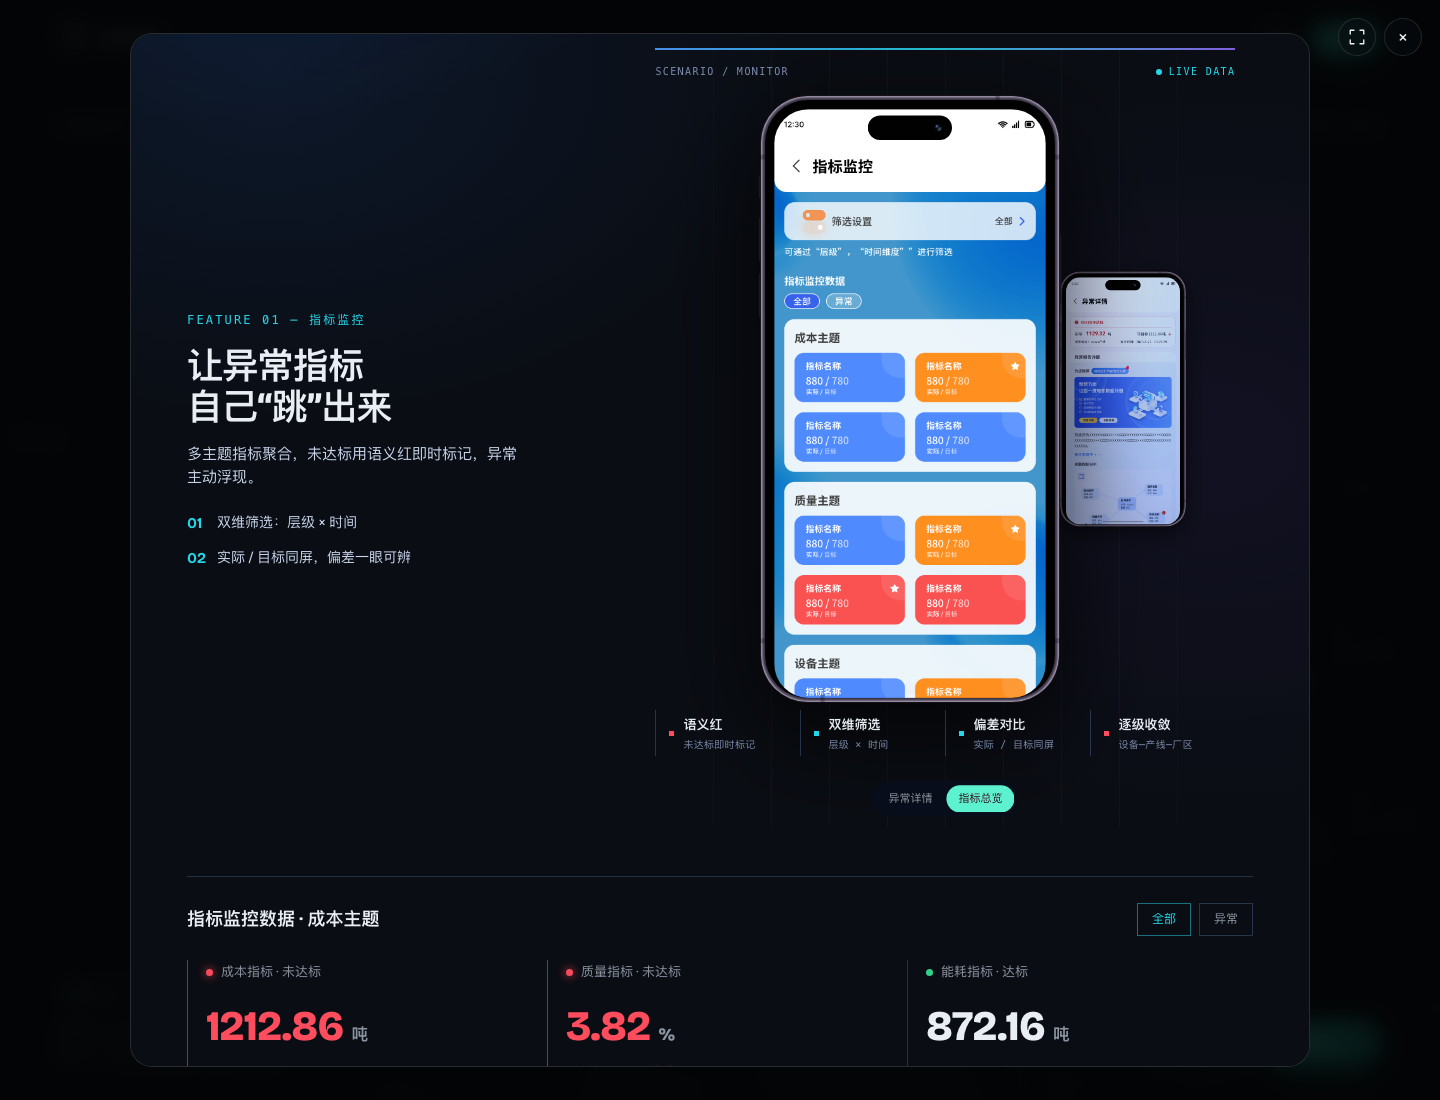 SCENARIO / MONITOR
LIVE DATA
FEATURE 01 — 指标监控
让异常指标
自己“跳”出来
多主题指标聚合，未达标用语义红即时标记，异常
主动浮现。
01 双维筛选：层级 × 时间
02 实际 / 目标同屏，偏差一眼可辨
12:30
指标监控
筛选设置
全部
可通过“层级”，“时间维度””进行筛选
指标监控数据
全部
异常
成本主题
指标名称
880 / 780
实际 / 目标
指标名称
880 / 780
实际 / 目标
指标名称
880 / 780
实际 / 目标
指标名称
880 / 780
实际 / 目标
质量主题
指标名称
880 / 780
实际 / 目标
指标名称
880 / 780
实际 / 目标
指标名称
880 / 780
实际 / 目标
指标名称
880 / 780
实际 / 目标
设备主题
指标名称
指标名称
异常详情
语义红
未达标即时标记
双维筛选
层级 × 时间
偏差对比
实际 / 目标同屏
逐级收敛
设备—产线—厂区
异常详情
指标总览
指标监控数据 · 成本主题
全部
异常
成本指标 · 未达标
1212.86 吨
质量指标 · 未达标
3.82 %
能耗指标 · 达标
872.16 吨